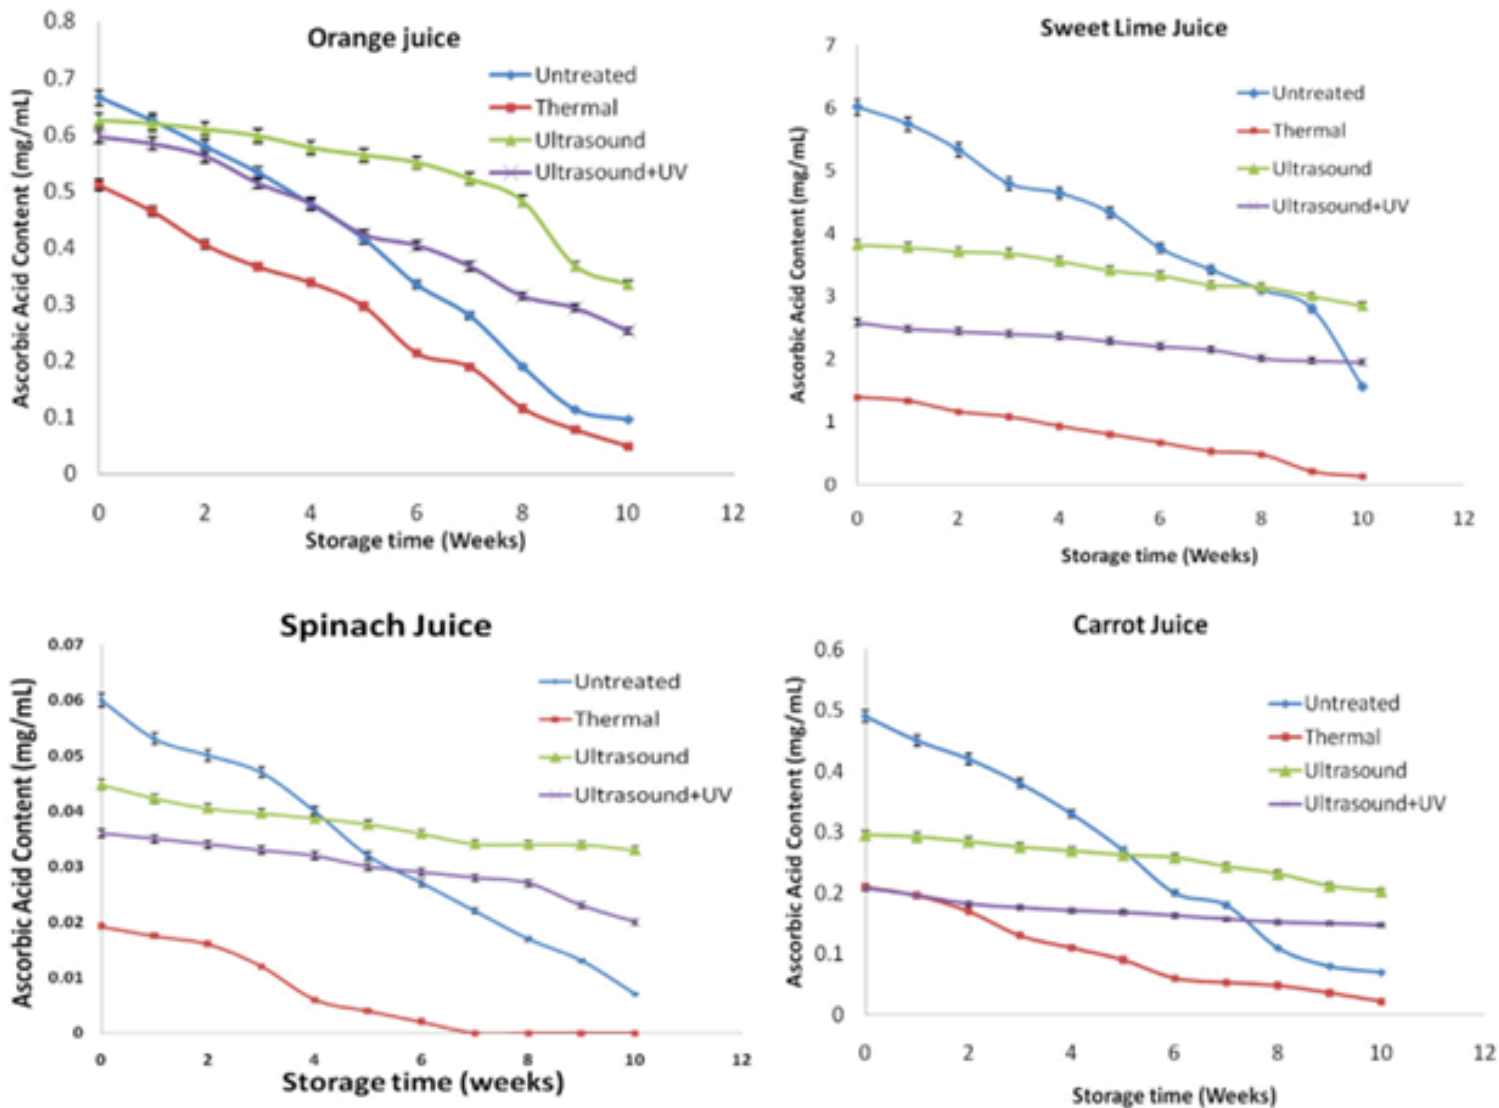 Orange juice
Ascorbic Acid Content (mg/mL)
0.8
0.7
0.6
0.5
0.4
0.3
0.2
0.1
0
Untreated
Thermal
Ultrasound
Ultrasound+UV
0 2 4 6 8 10 12
Storage time (Weeks)
Sweet Lime Juice
Ascorbic Acid Content (mg/mL)
7
6
5
4
3
2
1
0
Untreated
Thermal
Ultrasound
Ultrasound+UV
0 2 4 6 8 10 12
Storage time (Weeks)
Spinach Juice
Ascorbic Acid Content (mg/mL)
0.07
0.06
0.05
0.04
0.03
0.02
0.01
0
Untreated
Thermal
Ultrasound
Ultrasound+UV
0 2 4 6 8 10 12
Storage time (weeks)
Carrot Juice
Ascorbic Acid Content (mg/mL)
0.6
0.5
0.4
0.3
0.2
0.1
0
Untreated
Thermal
Ultrasound
Ultrasound+UV
0 2 4 6 8 10 12
Storage time (Weeks)